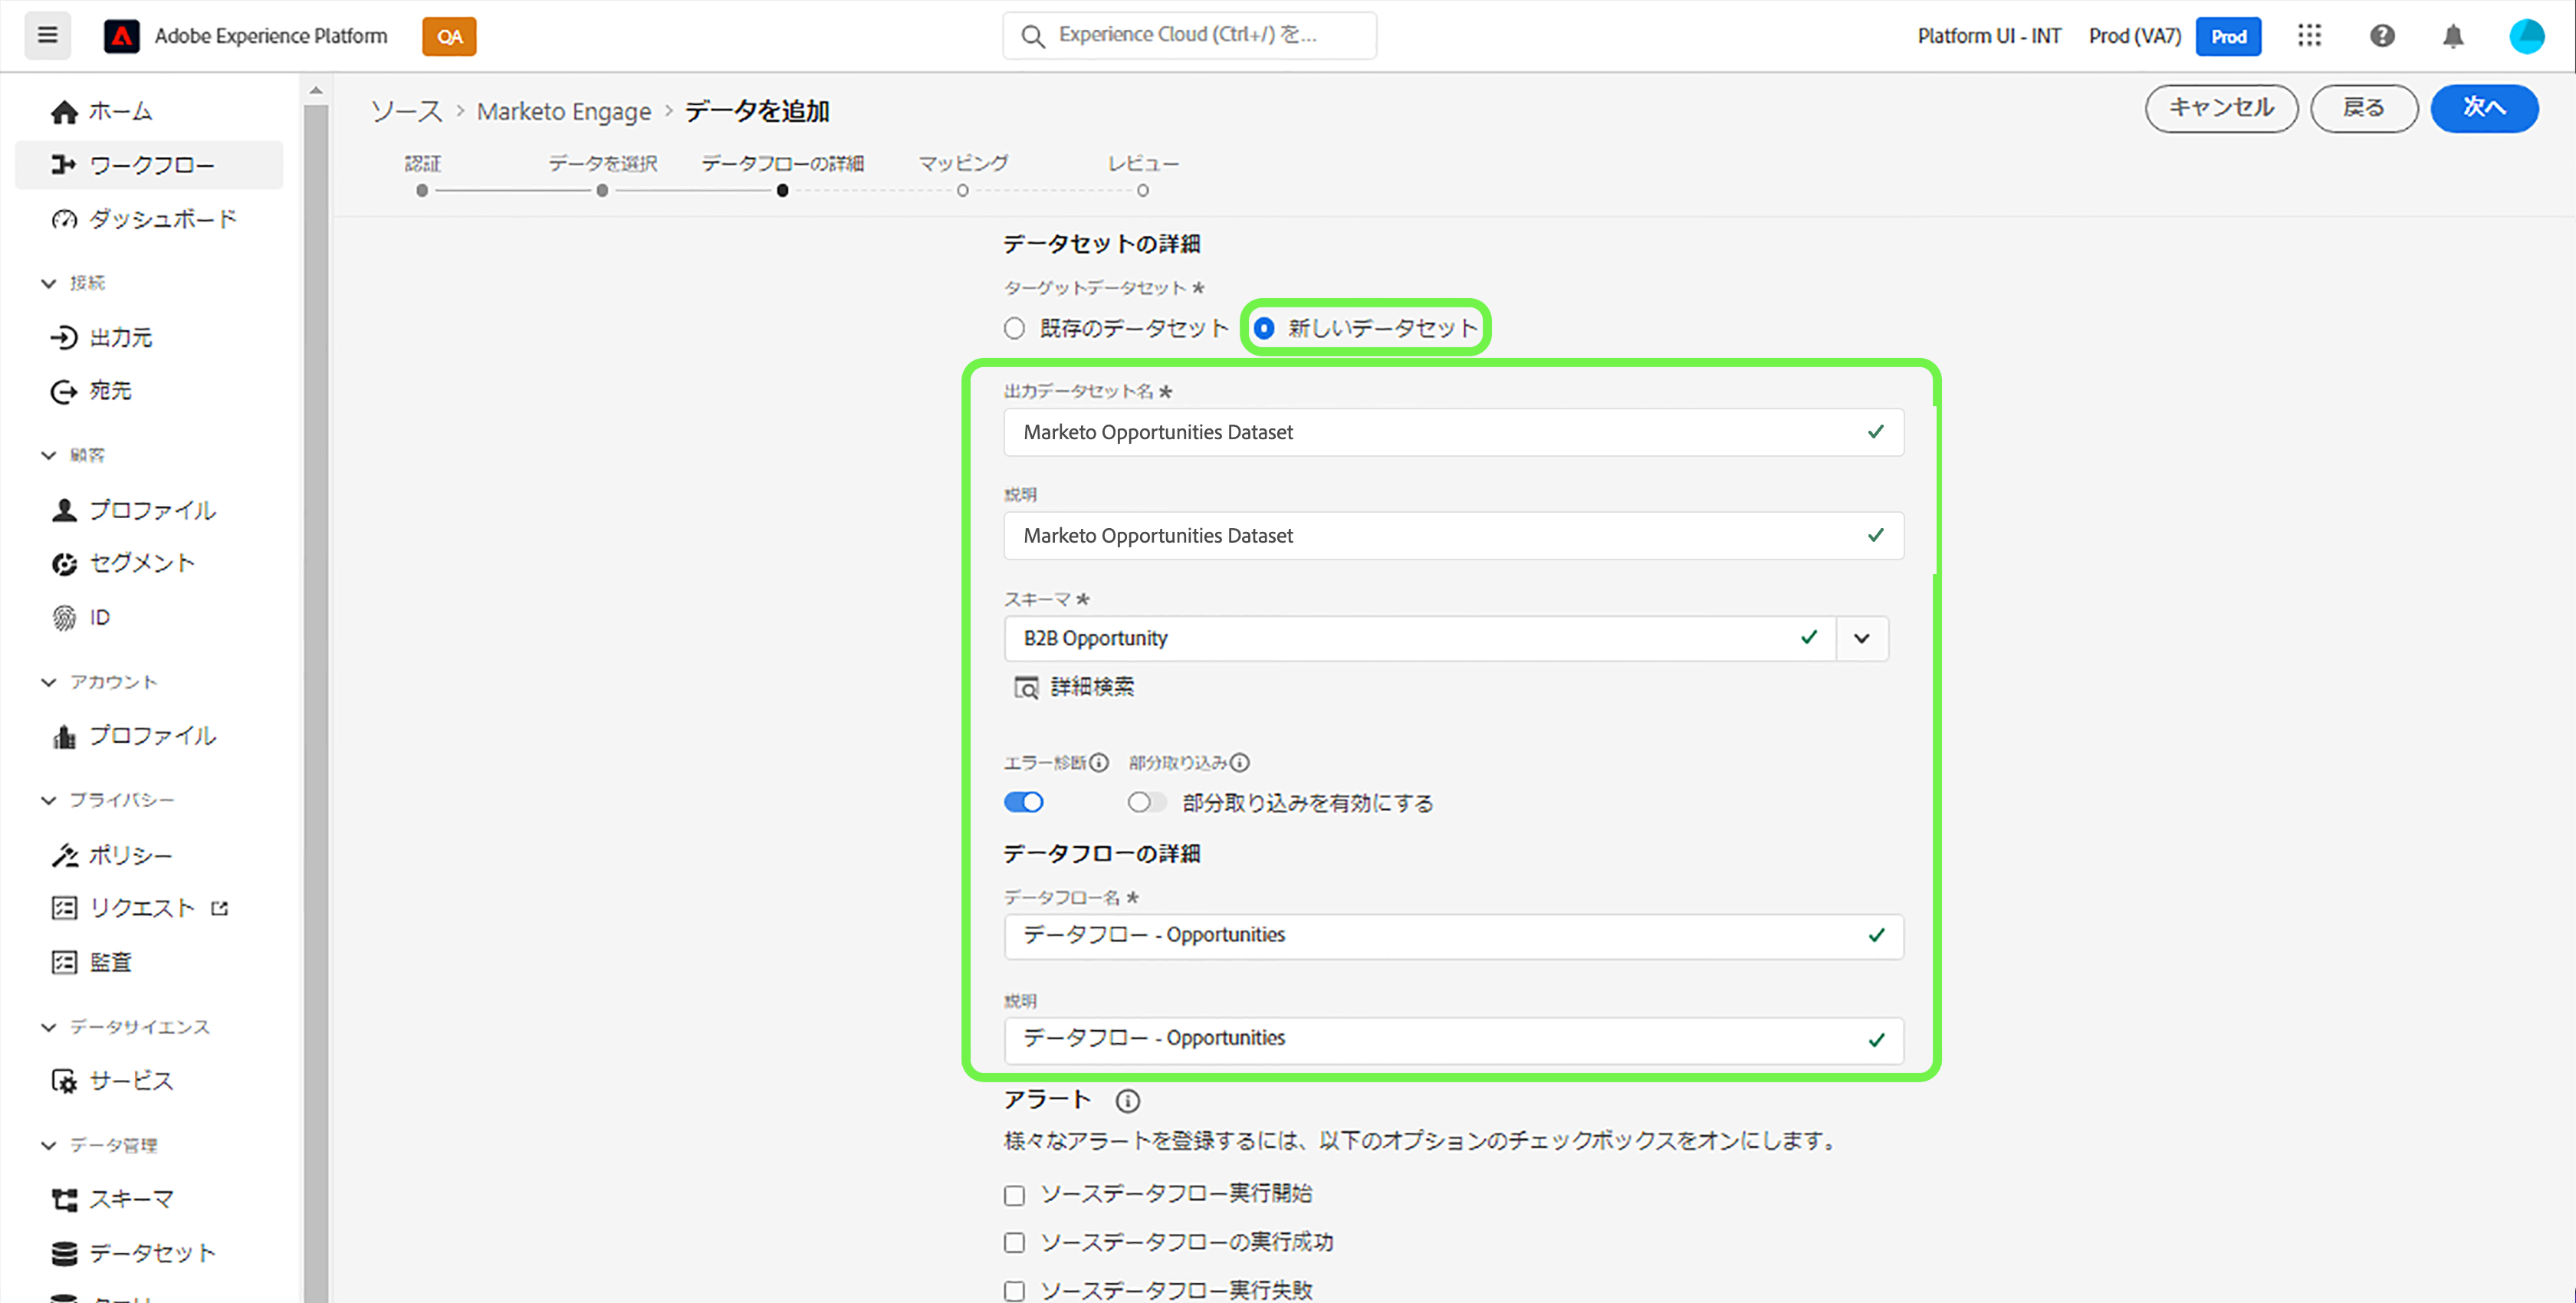 Adobe Experience Platform
QA
Experience Cloud (Ctrl+/) を...
Platform UI - INT
Prod (VA7)
Prod
ホーム
ワークフロー
ダッシュボード
接続
出力元
宛先
顧客
プロファイル
セグメント
ID
アカウント
プロファイル
プライバシー
ポリシー
リクエスト
監査
データサイエンス
サービス
データ管理
スキーマ
データセット
ソース > Marketo Engage > データを追加
キャンセル
戻る
次へ
認証
データを選択
データフローの詳細
マッピング
レビュー
データセットの詳細
ターゲットデータセット *
既存のデータセット
新しいデータセット
出力データセット名 *
Marketo Opportunities Dataset
説明
Marketo Opportunities Dataset
スキーマ *
B2B Opportunity
詳細検索
エラー診断
部分取り込み
部分取り込みを有効にする
データフローの詳細
データフロー名 *
データフロー - Opportunities
説明
データフロー - Opportunities
アラート
様々なアラートを登録するには、以下のオプションのチェックボックスをオンにします。
ソースデータフロー実行開始
ソースデータフローの実行成功
ソースデータフロー実行失敗